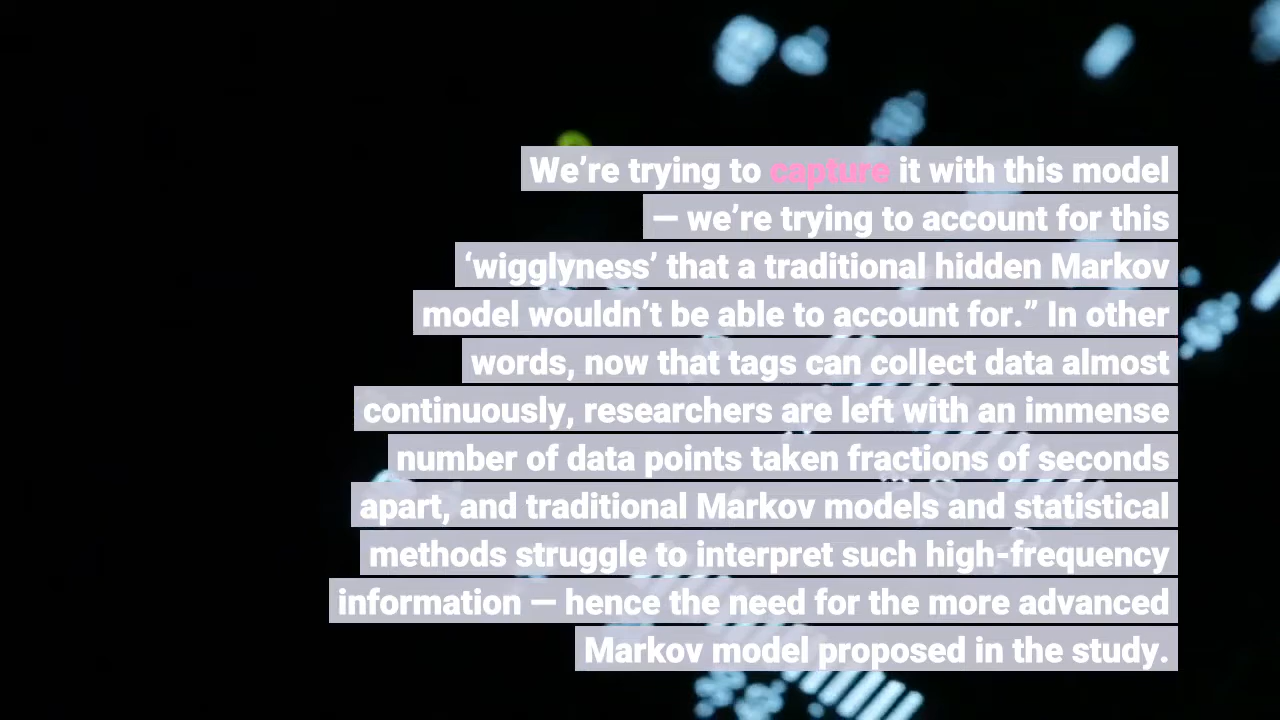 We’re trying to capture it with this model
– we’re trying to account for this
‘wigglyness’ that a traditional hidden Markov
model wouldn’t be able to account for.” In other
words, now that tags can collect data almost
continuously, researchers are left with an immense
number of data points taken fractions of seconds
apart, and traditional Markov models and statistical
methods struggle to interpret such high-frequency
information – hence the need for the more advanced
Markov model proposed in the study.